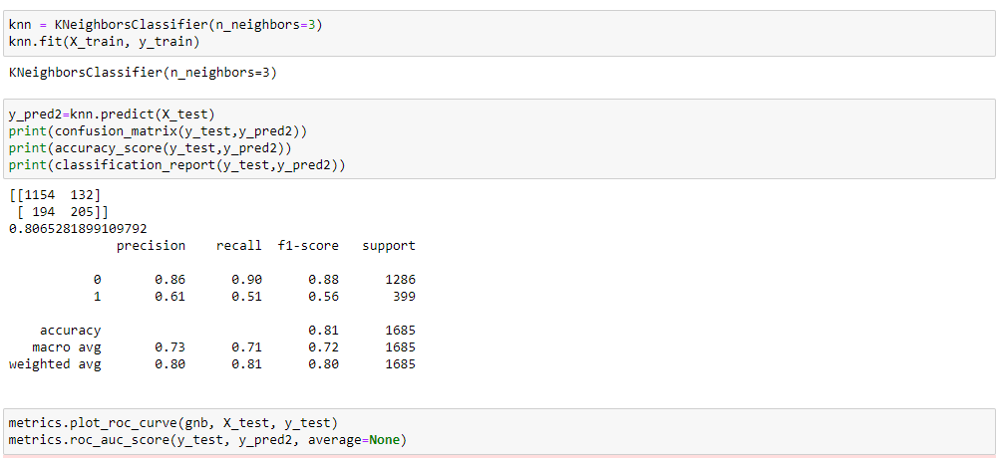 knn = KNeighborsClassifier(n_neighbors=3)
knn.fit(X_train, y_train)
KNeighborsClassifier(n_neighbors=3)
y_pred2=knn.predict(X_test)
print(confusion_matrix(y_test,y_pred2))
print(accuracy_score(y_test,y_pred2))
print(classification_report(y_test,y_pred2))
[[1154  132]
 [ 194  205]]
0.8065281899109792
              precision    recall  f1-score   support
           0       0.86      0.90      0.88      1286
           1       0.61      0.51      0.56       399
    accuracy                           0.81      1685
   macro avg       0.73      0.71      0.72      1685
weighted avg       0.80      0.81      0.80      1685
metrics.plot_roc_curve(gnb, X_test, y_test)
metrics.roc_auc_score(y_test, y_pred2, average=None)